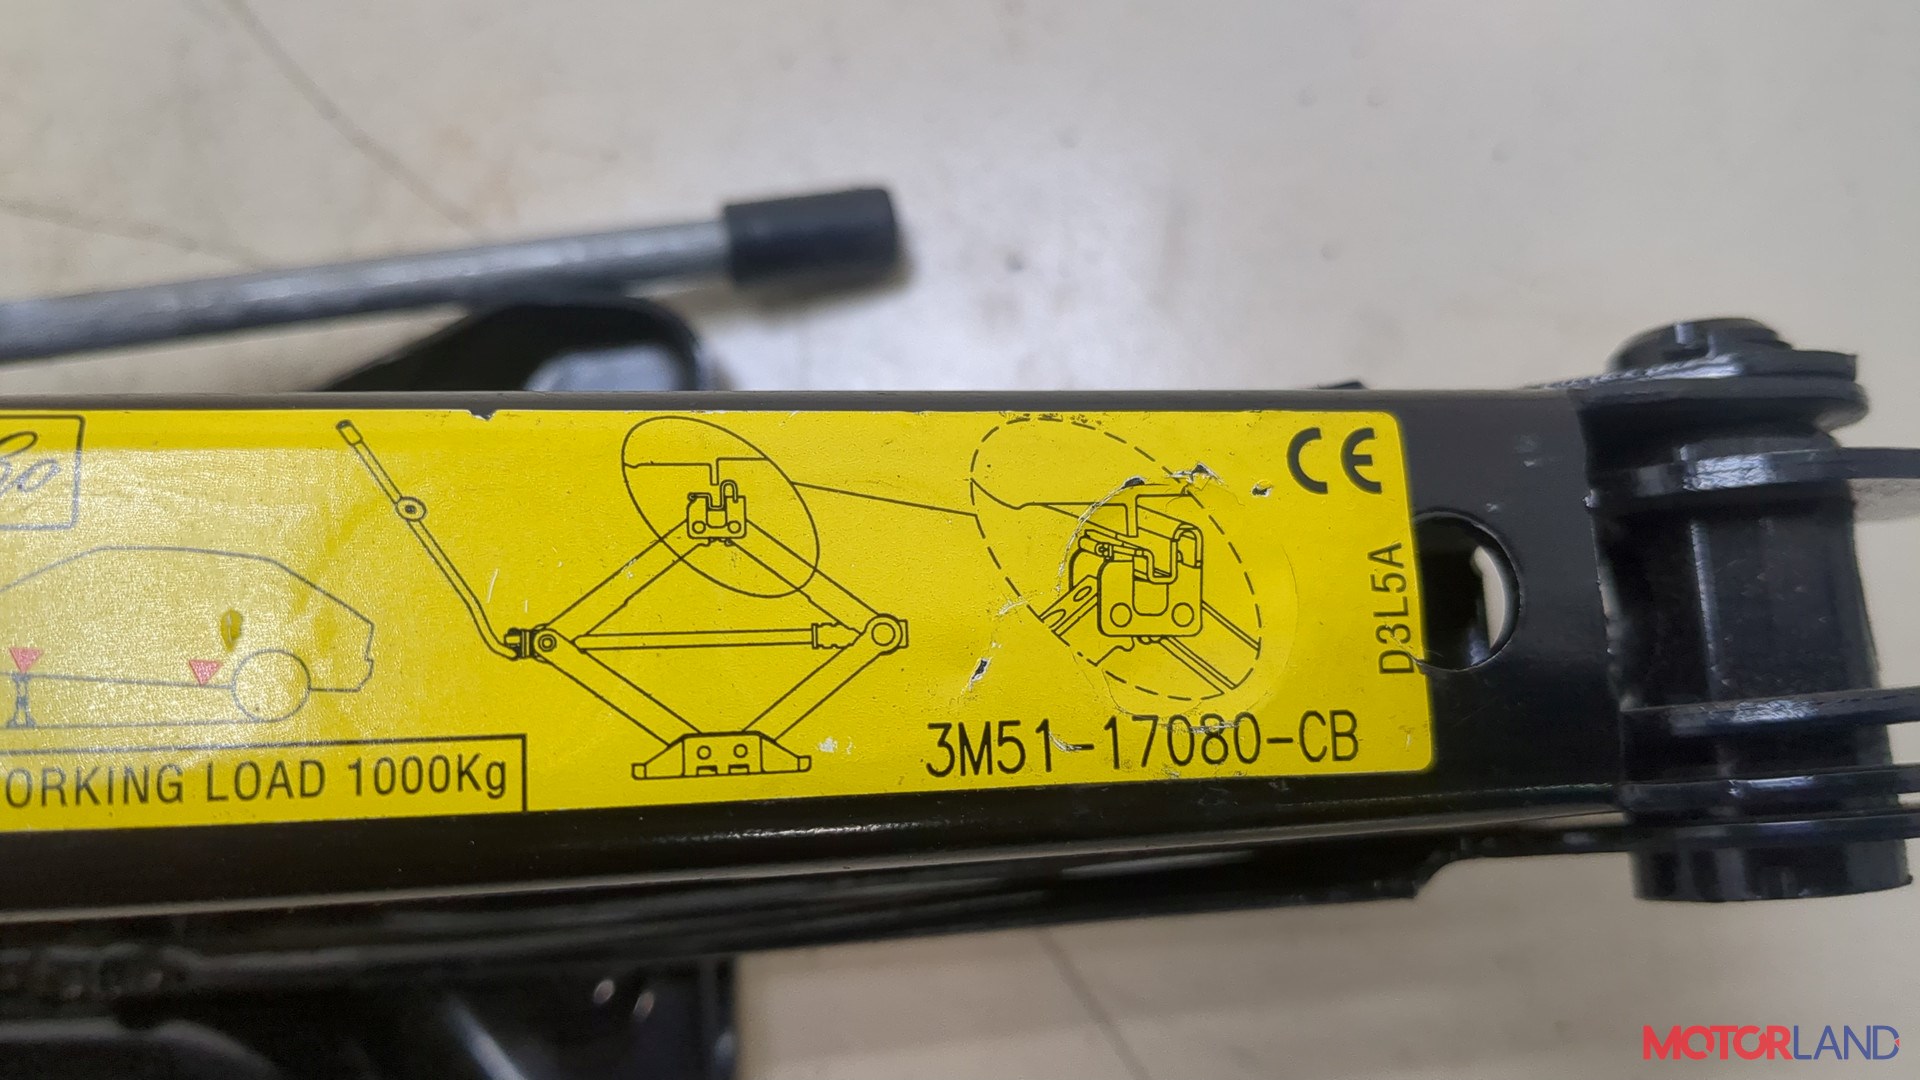 CE
D3L5A
ORKING LOAD 1000Kg
3M51-17080-CB
MOTORLAND